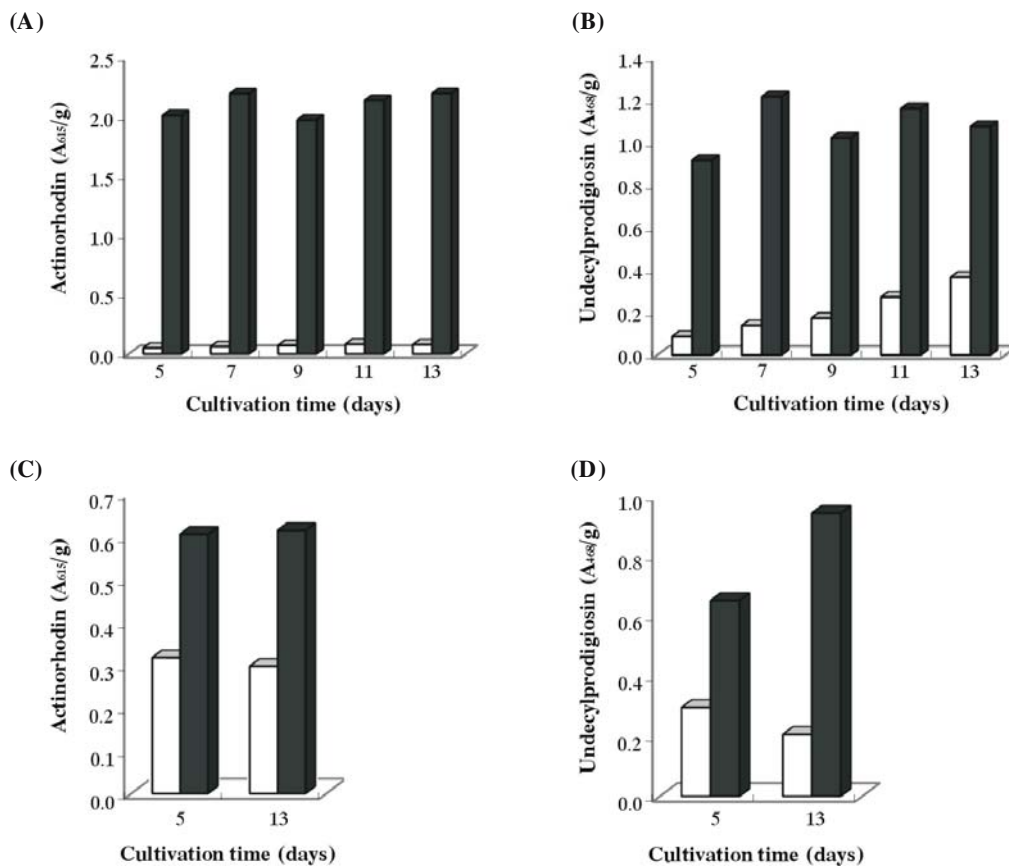 (A)
Actinorhodin (A₆₁₅/g)
2.5
2.0
1.5
1.0
0.5
0.0
5 7 9 11 13
Cultivation time (days)
(B)
Undecylprodigiosin (A₄₆₈/g)
1.4
1.2
1.0
0.8
0.6
0.4
0.2
0.0
5 7 9 11 13
Cultivation time (days)
(C)
Actinorhodin (A₆₁₅/g)
0.7
0.6
0.5
0.4
0.3
0.2
0.1
0.0
5 13
Cultivation time (days)
(D)
Undecylprodigiosin (A₄₆₈/g)
1.0
0.8
0.6
0.4
0.2
0.0
5 13
Cultivation time (days)